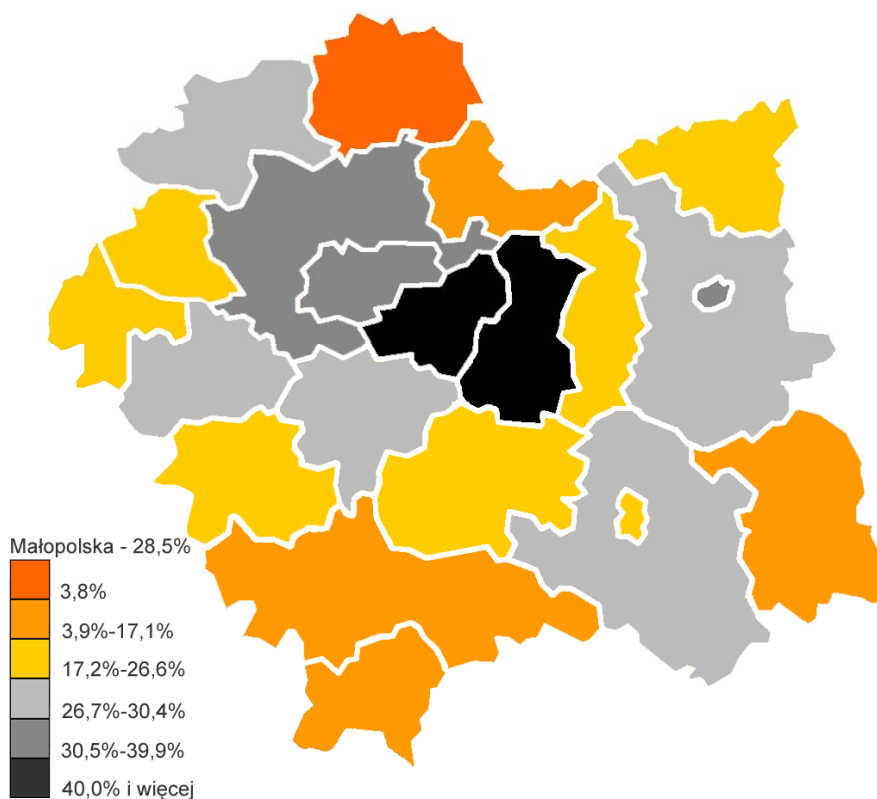 Małopolska - 28,5%
3,8%
3,9%-17,1%
17,2%-26,6%
26,7%-30,4%
30,5%-39,9%
40,0% i więcej